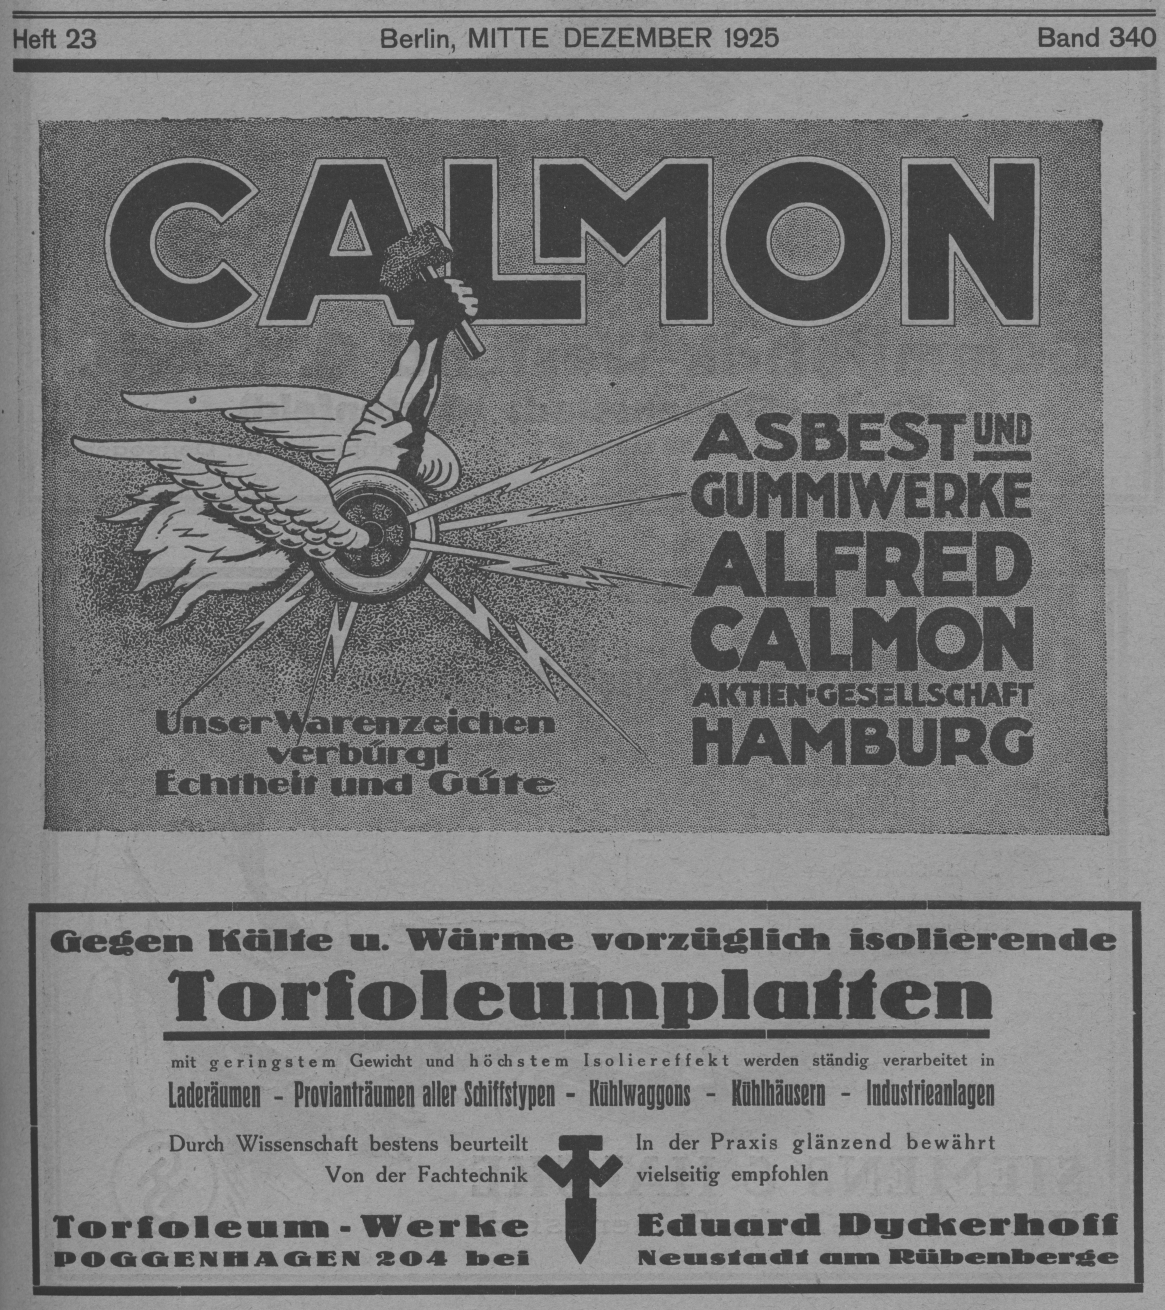 Heft 23 Berlin, MITTE DEZEMBER 1925 Band 340
CALMON
ASBEST UND
GUMMIWERKE
ALFRED
CALMON
AKTIEN-GESELLSCHAFT
HAMBURG
Unser Warenzeichen
verbürgt
Echtheit und Güte
Gegen Kälte u. Wärme vorzüglich isolierende
Torfoleumplatten
mit geringstem Gewicht und höchstem Isoliereffekt werden ständig verarbeitet in
Laderäumen – Provianträumen aller Schiffstypen – Kühlwaggons – Kühlhäusern – Industrieanlagen
Durch Wissenschaft bestens beurteilt
Von der Fachtechnik
In der Praxis glänzend bewährt
vielseitig empfohlen
Torfoleum-Werke
POGGENHAGEN 204 bei
Eduard Dyckerhoff
Neustadt am Rübenberge